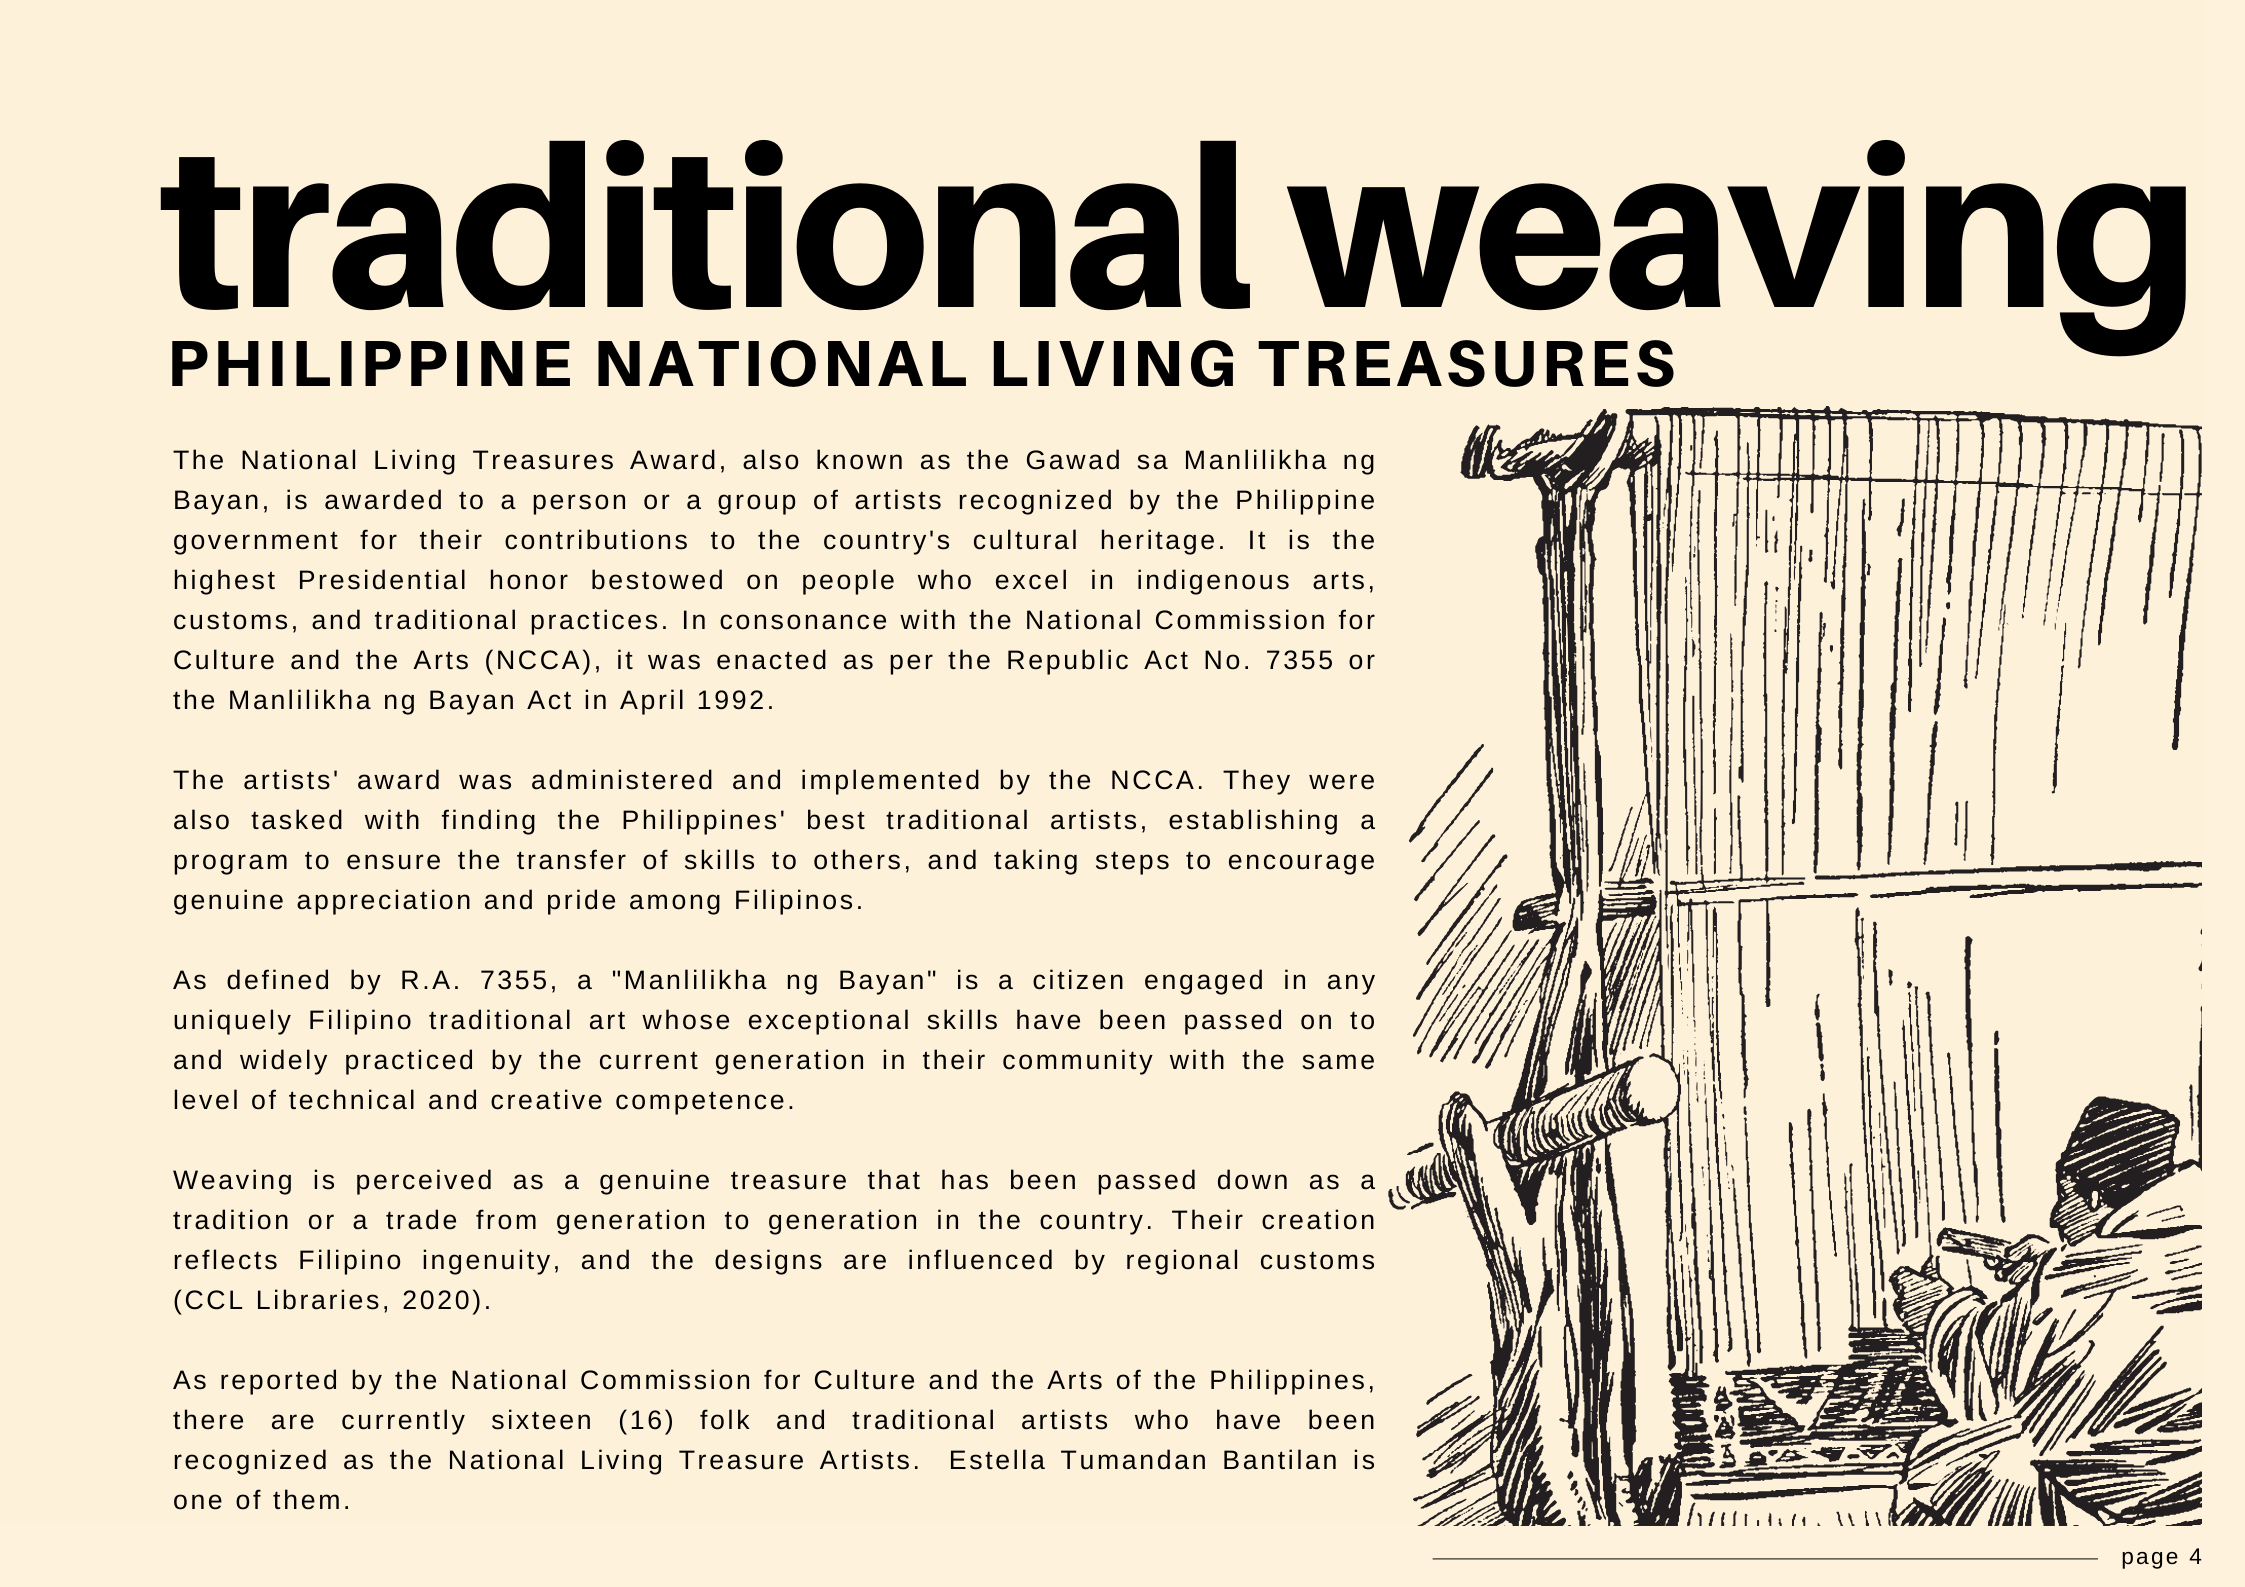 traditional weaving
PHILIPPINE NATIONAL LIVING TREASURES
The National Living Treasures Award, also known as the Gawad sa Manlilikha ng
Bayan, is awarded to a person or a group of artists recognized by the Philippine
government for their contributions to the country's cultural heritage. It is the
highest Presidential honor bestowed on people who excel in indigenous arts,
customs, and traditional practices. In consonance with the National Commission for
Culture and the Arts (NCCA), it was enacted as per the Republic Act No. 7355 or
the Manlilikha ng Bayan Act in April 1992.
The artists' award was administered and implemented by the NCCA. They were
also tasked with finding the Philippines' best traditional artists, establishing a
program to ensure the transfer of skills to others, and taking steps to encourage
genuine appreciation and pride among Filipinos.
As defined by R.A. 7355, a "Manlilikha ng Bayan" is a citizen engaged in any
uniquely Filipino traditional art whose exceptional skills have been passed on to
and widely practiced by the current generation in their community with the same
level of technical and creative competence.
Weaving is perceived as a genuine treasure that has been passed down as a
tradition or a trade from generation to generation in the country. Their creation
reflects Filipino ingenuity, and the designs are influenced by regional customs
(CCL Libraries, 2020).
As reported by the National Commission for Culture and the Arts of the Philippines,
there are currently sixteen (16) folk and traditional artists who have been
recognized as the National Living Treasure Artists.  Estella Tumandan Bantilan is
one of them.
page 4